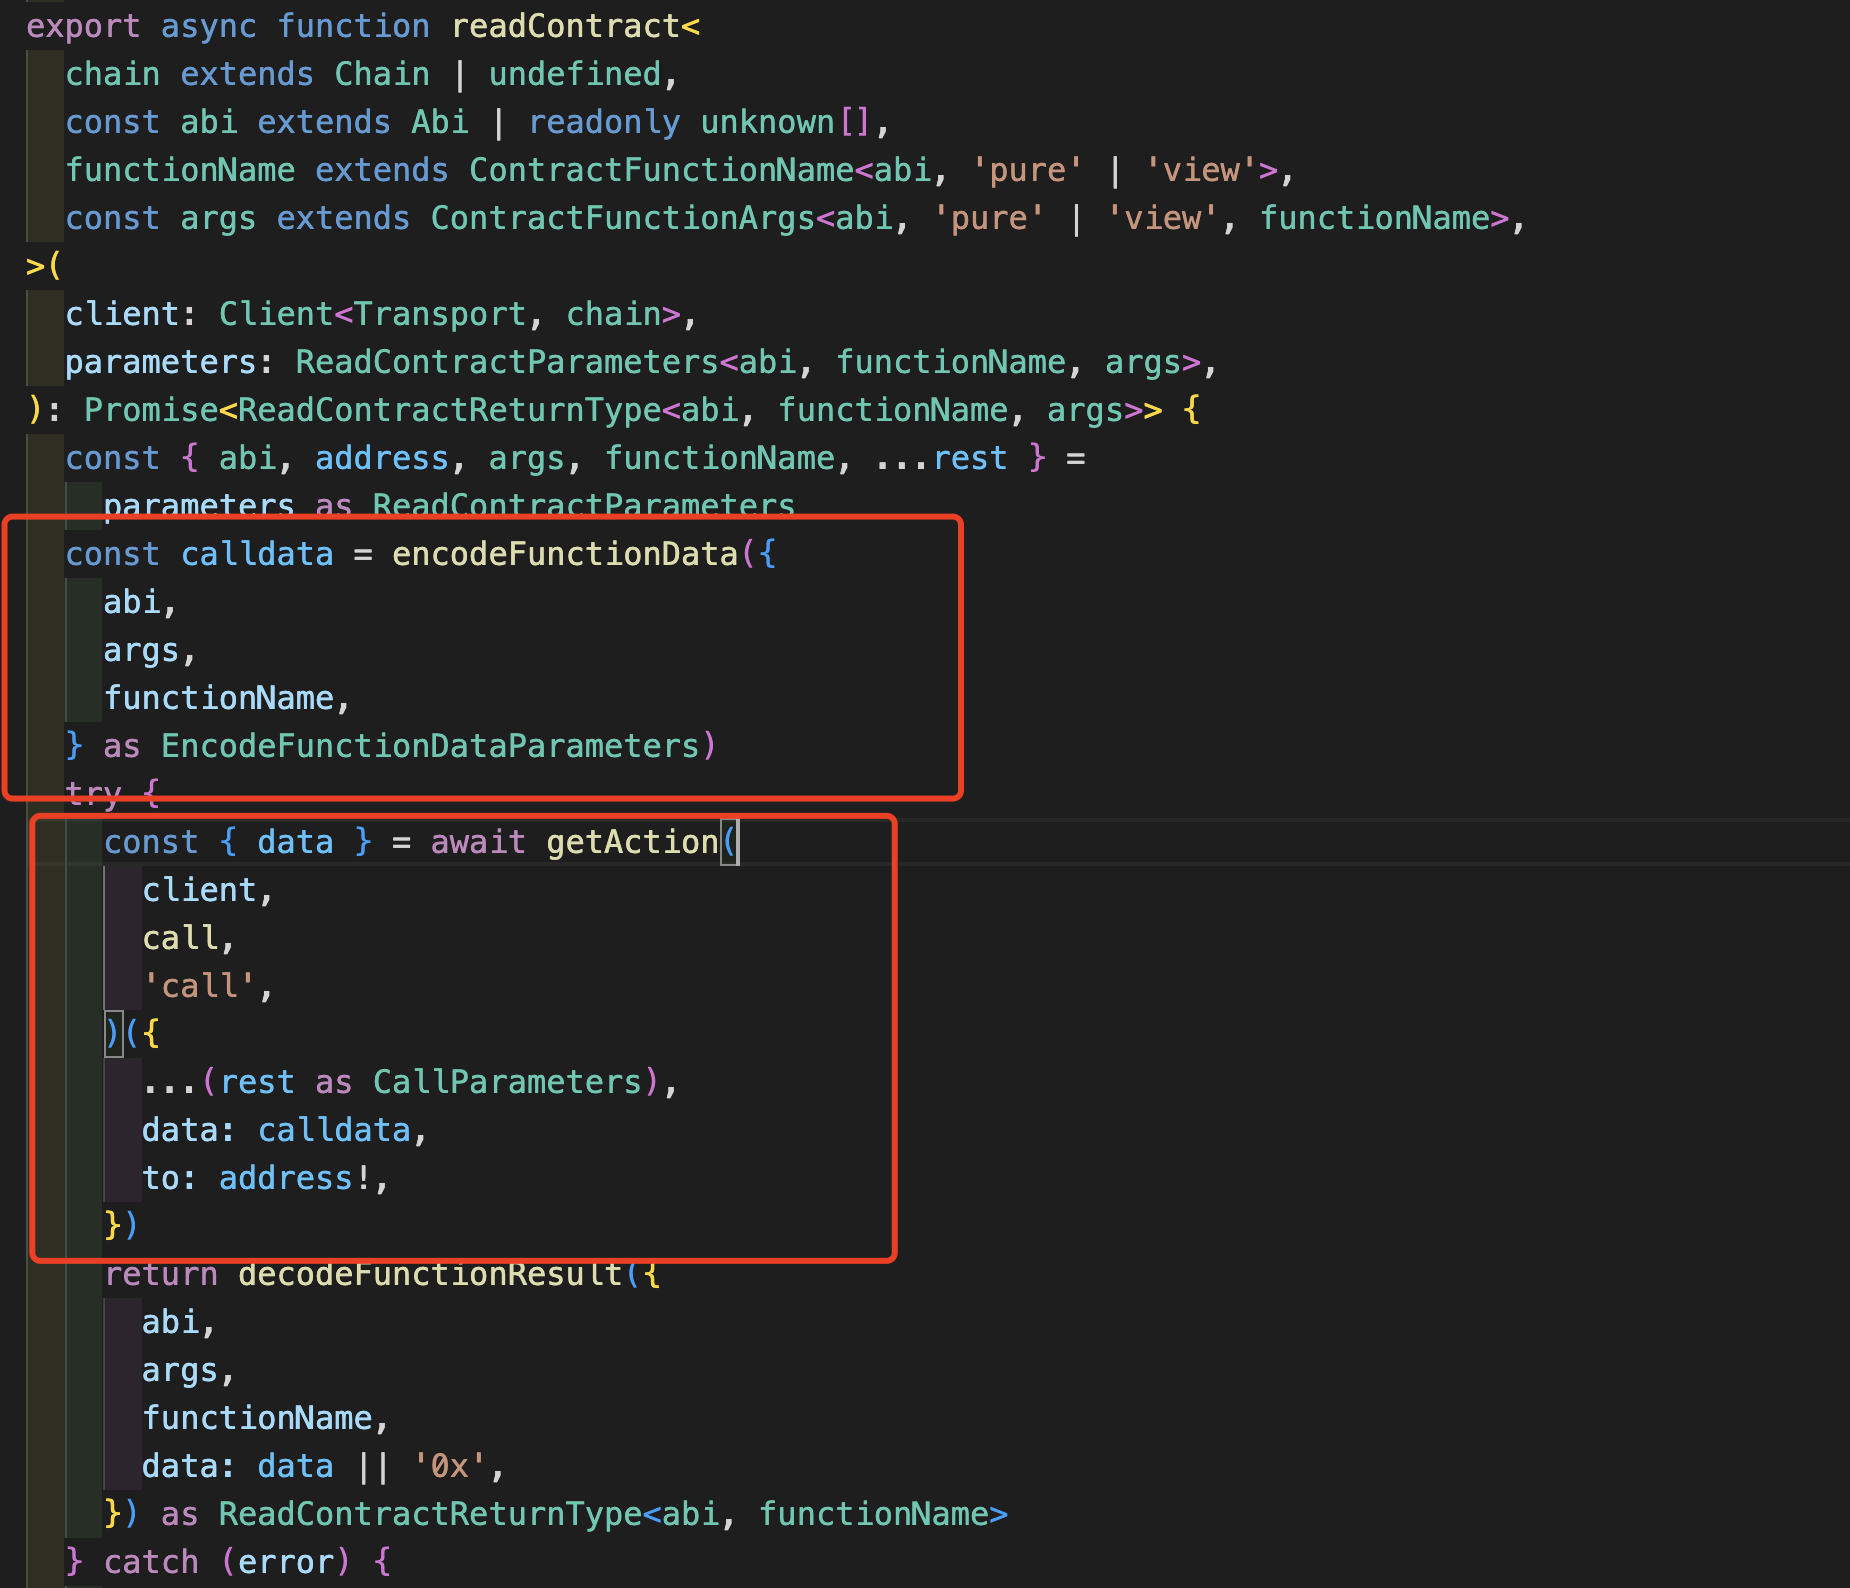 export async function readContract<
chain extends Chain | undefined,
const abi extends Abi | readonly unknown[],
functionName extends ContractFunctionName<abi, 'pure' | 'view'>,
const args extends ContractFunctionArgs<abi, 'pure' | 'view', functionName>,
>(
client: Client<Transport, chain>,
parameters: ReadContractParameters<abi, functionName, args>,
): Promise<ReadContractReturnType<abi, functionName, args>> {
const { abi, address, args, functionName, ...rest } =
parameters as ReadContractParameters
const calldata = encodeFunctionData({
abi,
args,
functionName,
} as EncodeFunctionDataParameters)
try {
const { data } = await getAction(
client,
call,
'call',
)({
...(rest as CallParameters),
data: calldata,
to: address!,
})
return decodeFunctionResult({
abi,
args,
functionName,
data: data || '0x',
}) as ReadContractReturnType<abi, functionName>
} catch (error) {